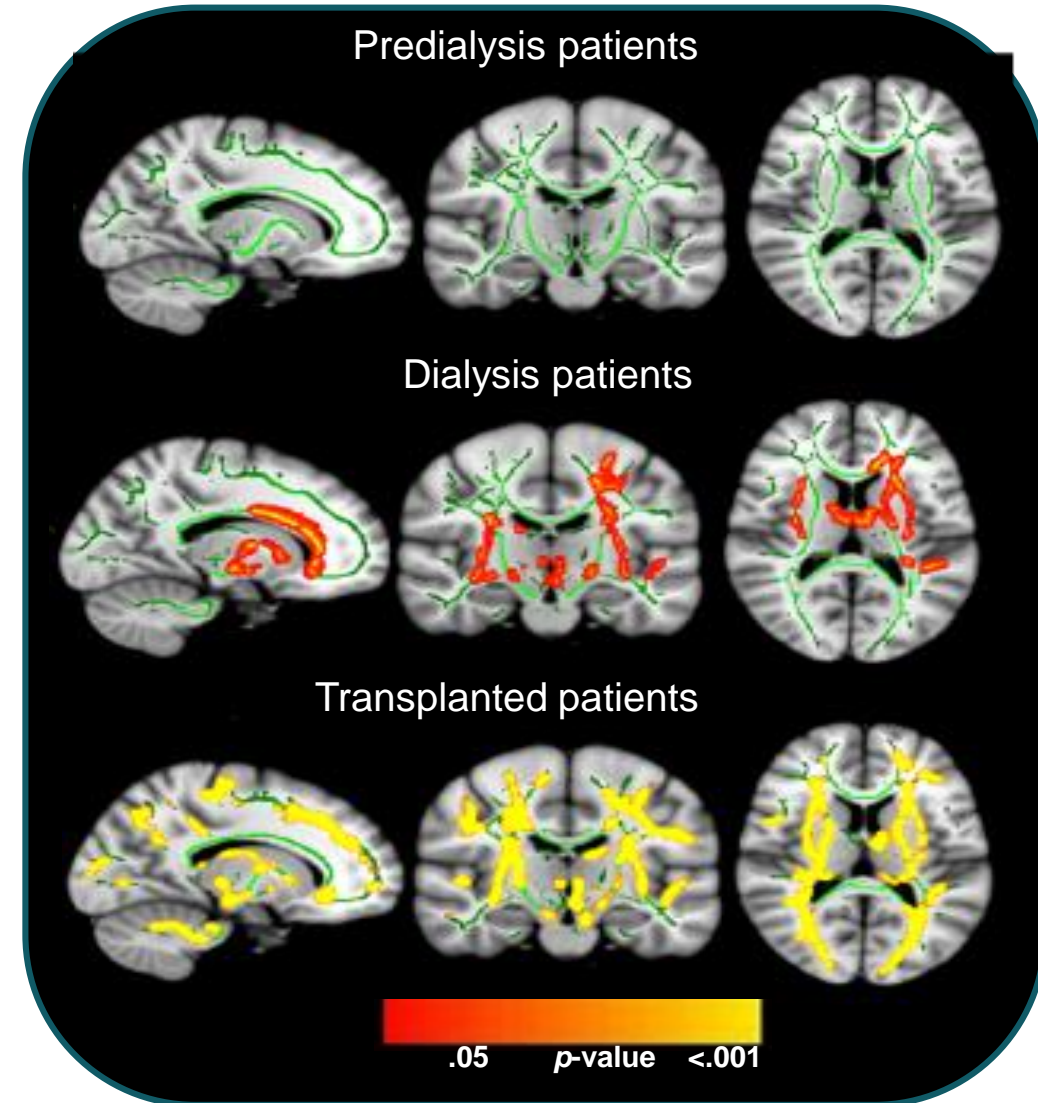 Predialysis patients
Dialysis patients
Transplanted patients
.05 p-value <.001